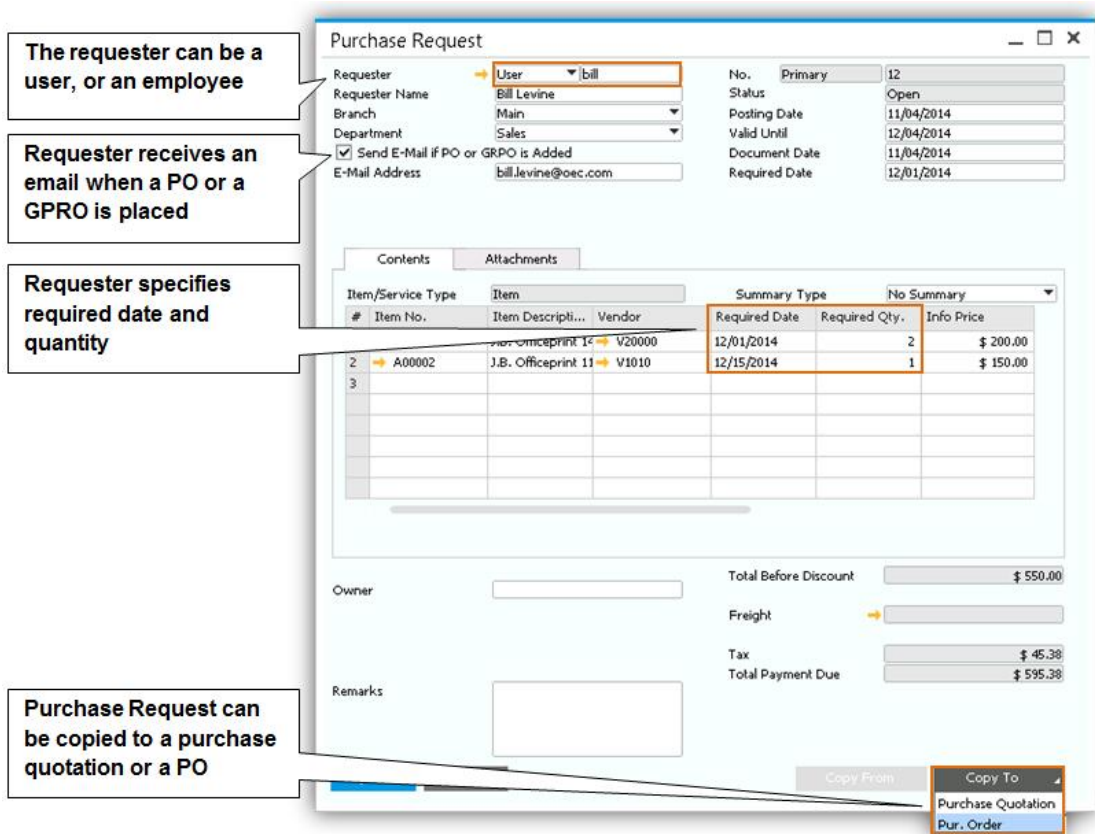 The requester can be a
user, or an employee
Requester receives an
email when a PO or a
GPRO is placed
Requester specifies
required date and
quantity
Purchase Request can
be copied to a purchase
quotation or a PO
Purchase Request
Requester User bill
Requester Name Bill Levine
Branch Main
Department Sales
Send E-Mail if PO or GRPO is Added
E-Mail Address bill.levine@oec.com
No. Primary 12
Status Open
Posting Date 11/04/2014
Valid Until 12/04/2014
Document Date 11/04/2014
Required Date 12/01/2014
Contents Attachments
Item/Service Type Item Summary Type No Summary
# Item No. Item Descripti... Vendor Required Date Required Qty. Info Price
J.B. Officeprint 14 V20000 12/01/2014 2 $ 200.00
2 A00002 J.B. Officeprint 11 V1010 12/15/2014 1 $ 150.00
3
Owner
Remarks
Total Before Discount $ 550.00
Freight
Tax $ 45.38
Total Payment Due $ 595.38
Copy From Copy To
Purchase Quotation
Pur. Order